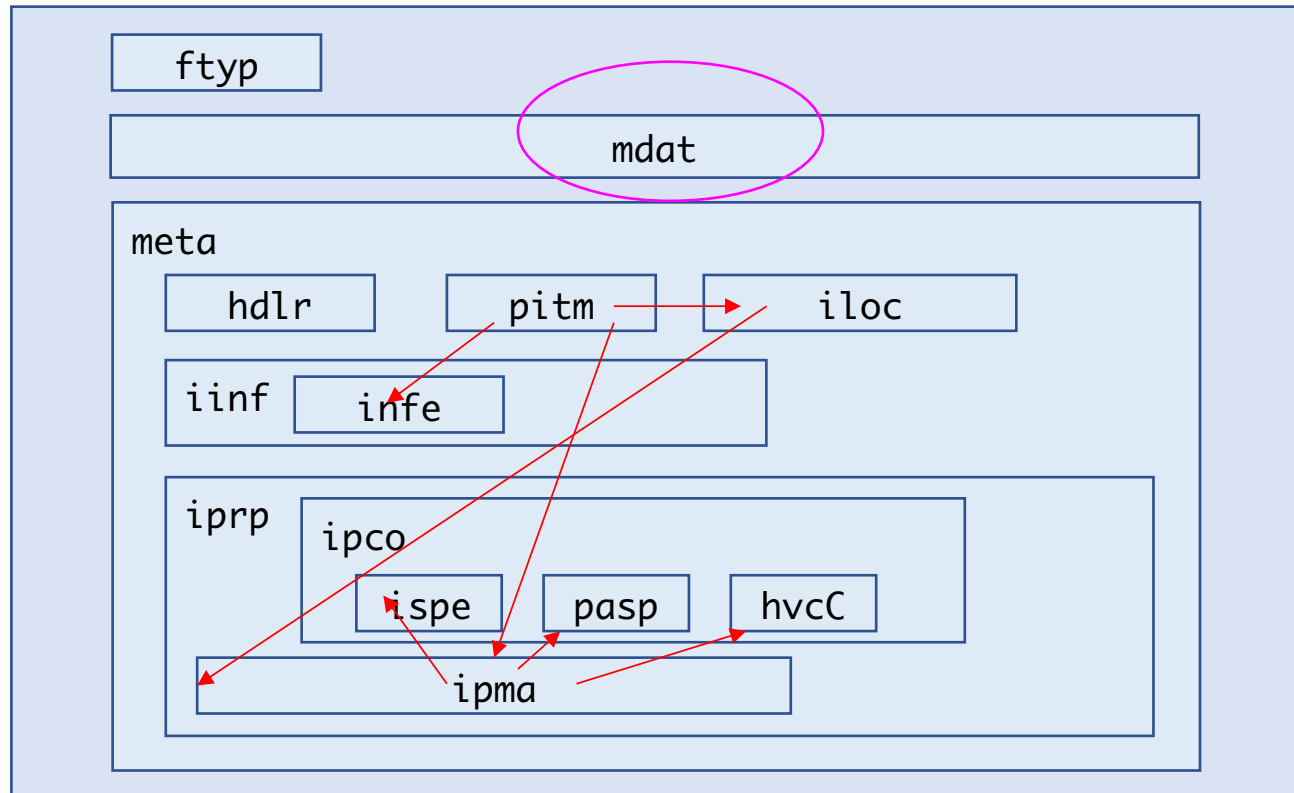 ftyp
mdat
meta
hdlr
pitm
iloc
iinf
infe
iprp
ipco
ispe
pasp
hvcC
ipma